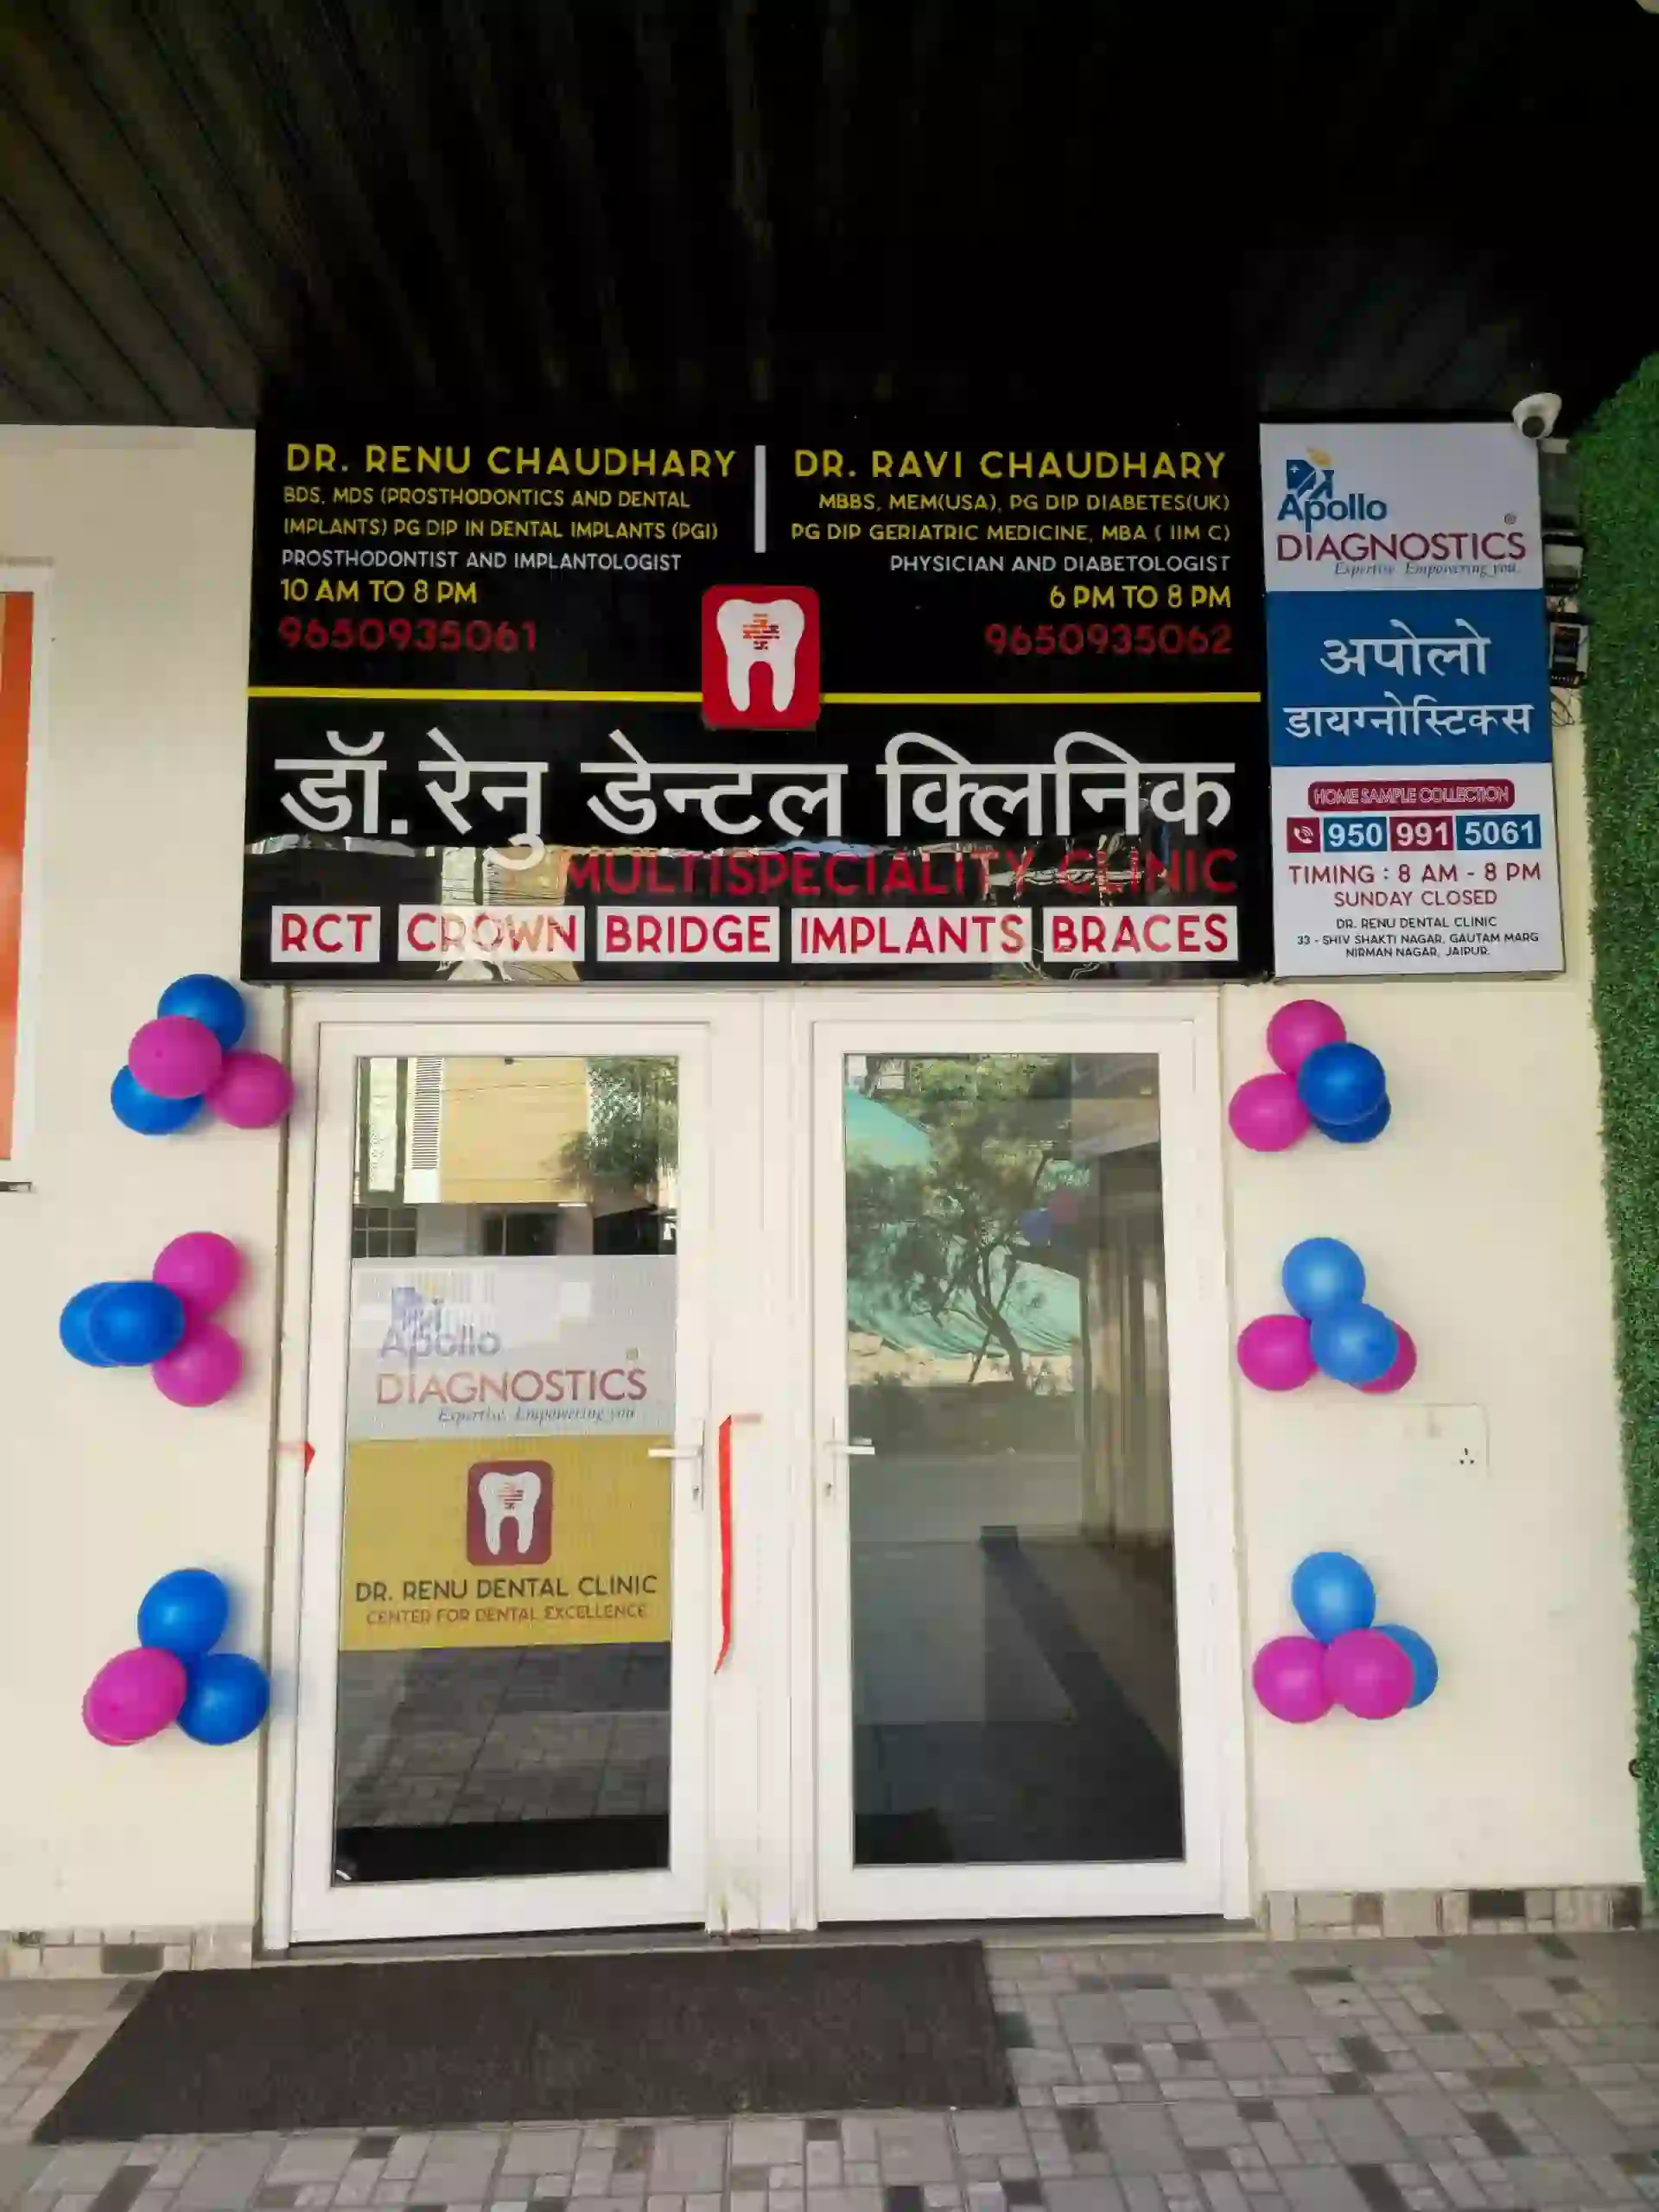 DR. RENU CHAUDHARY
BDS, MDS (PROSTHODONTICS AND DENTAL
IMPLANTS) PG DIP IN DENTAL IMPLANTS (PGI)
PROSTHODONTIST AND IMPLANTOLOGIST
10 AM TO 8 PM
9650935061
DR. RAVI CHAUDHARY
MBBS, MEM(USA), PG DIP DIABETES(UK)
PG DIP GERIATRIC MEDICINE, MBA ( IIM C)
PHYSICIAN AND DIABETOLOGIST
6 PM TO 8 PM
9650935062
डॉ. रेनु डेन्टल क्लिनिक
MULTISPECIALITY CLINIC
RCT CROWN BRIDGE IMPLANTS BRACES
Apollo
DIAGNOSTICS®
Expertise. Empowering you.
अपोलो
डायग्नोस्टिक्स
HOME SAMPLE COLLECTION
950 991 5061
TIMING : 8 AM - 8 PM
SUNDAY CLOSED
DR. RENU DENTAL CLINIC
33 - SHIV SHAKTI NAGAR, GAUTAM MARG
NIRMAN NAGAR, JAIPUR.
Apollo
DIAGNOSTICS®
Expertise. Empowering you
DR. RENU DENTAL CLINIC
CENTER FOR DENTAL EXCELLENCE